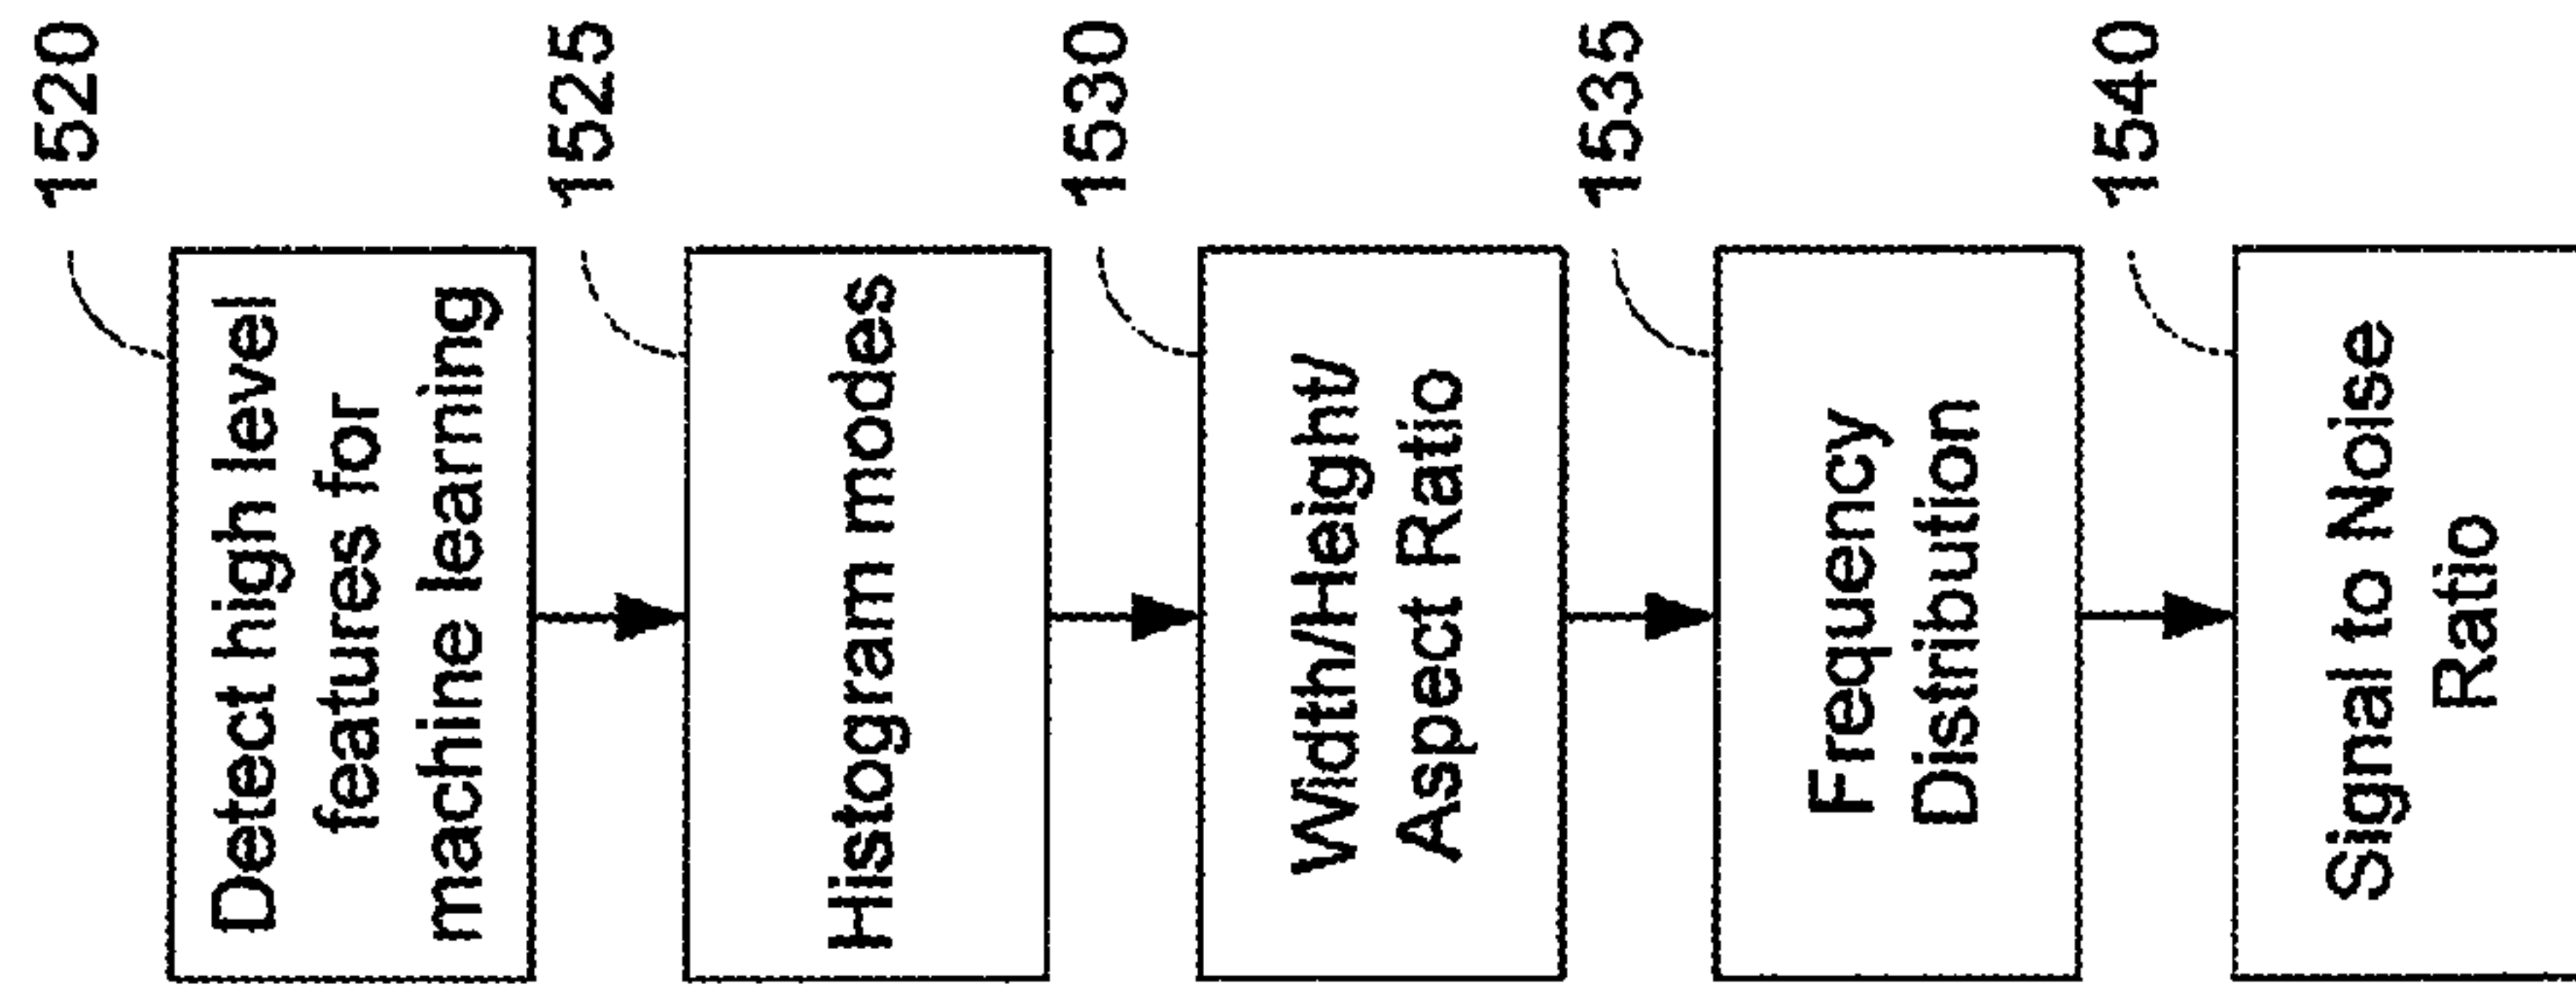 1520
Detect high level
features for
machine learning
1525
Histogram modes
1530
Width/Height/
Aspect Ratio
1535
Frequency
Distribution
1540
Signal to Noise
Ratio